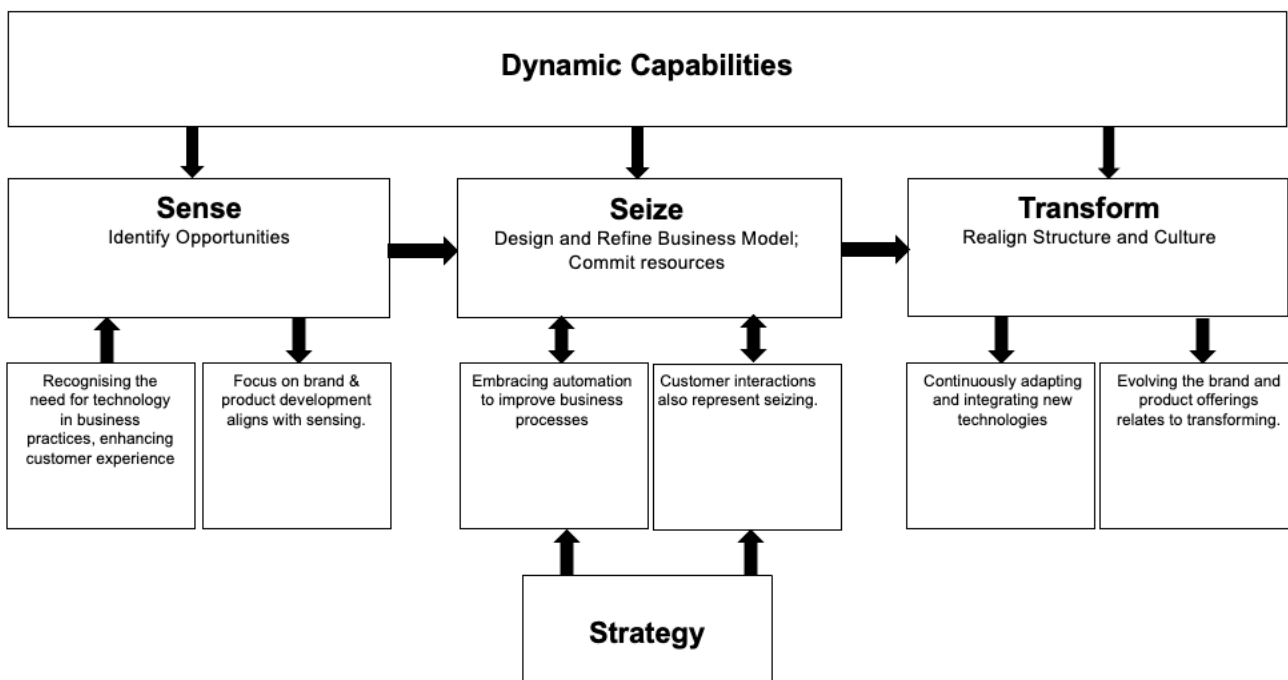 Dynamic Capabilities
Sense
Identify Opportunities
Seize
Design and Refine Business Model;
Commit resources
Transform
Realign Structure and Culture
Recognising the
need for technology
in business
practices, enhancing
customer experience
Focus on brand &
product development
aligns with sensing.
Embracing automation
to improve business
processes
Customer interactions
also represent seizing.
Continuously adapting
and integrating new
technologies
Evolving the brand and
product offerings
relates to transforming.
Strategy